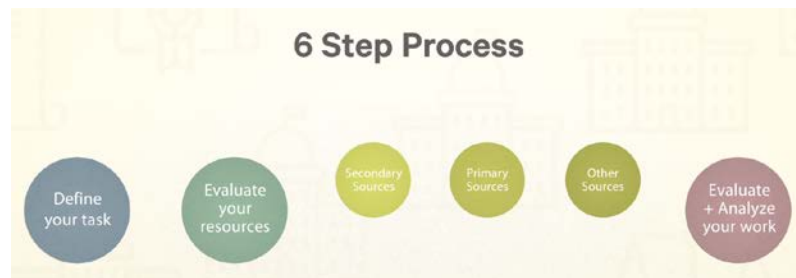 6 Step Process
Define
your task
Evaluate
your
resources
Secondary
Sources
Primary
Sources
Other
Sources
Evaluate
+ Analyze
your work